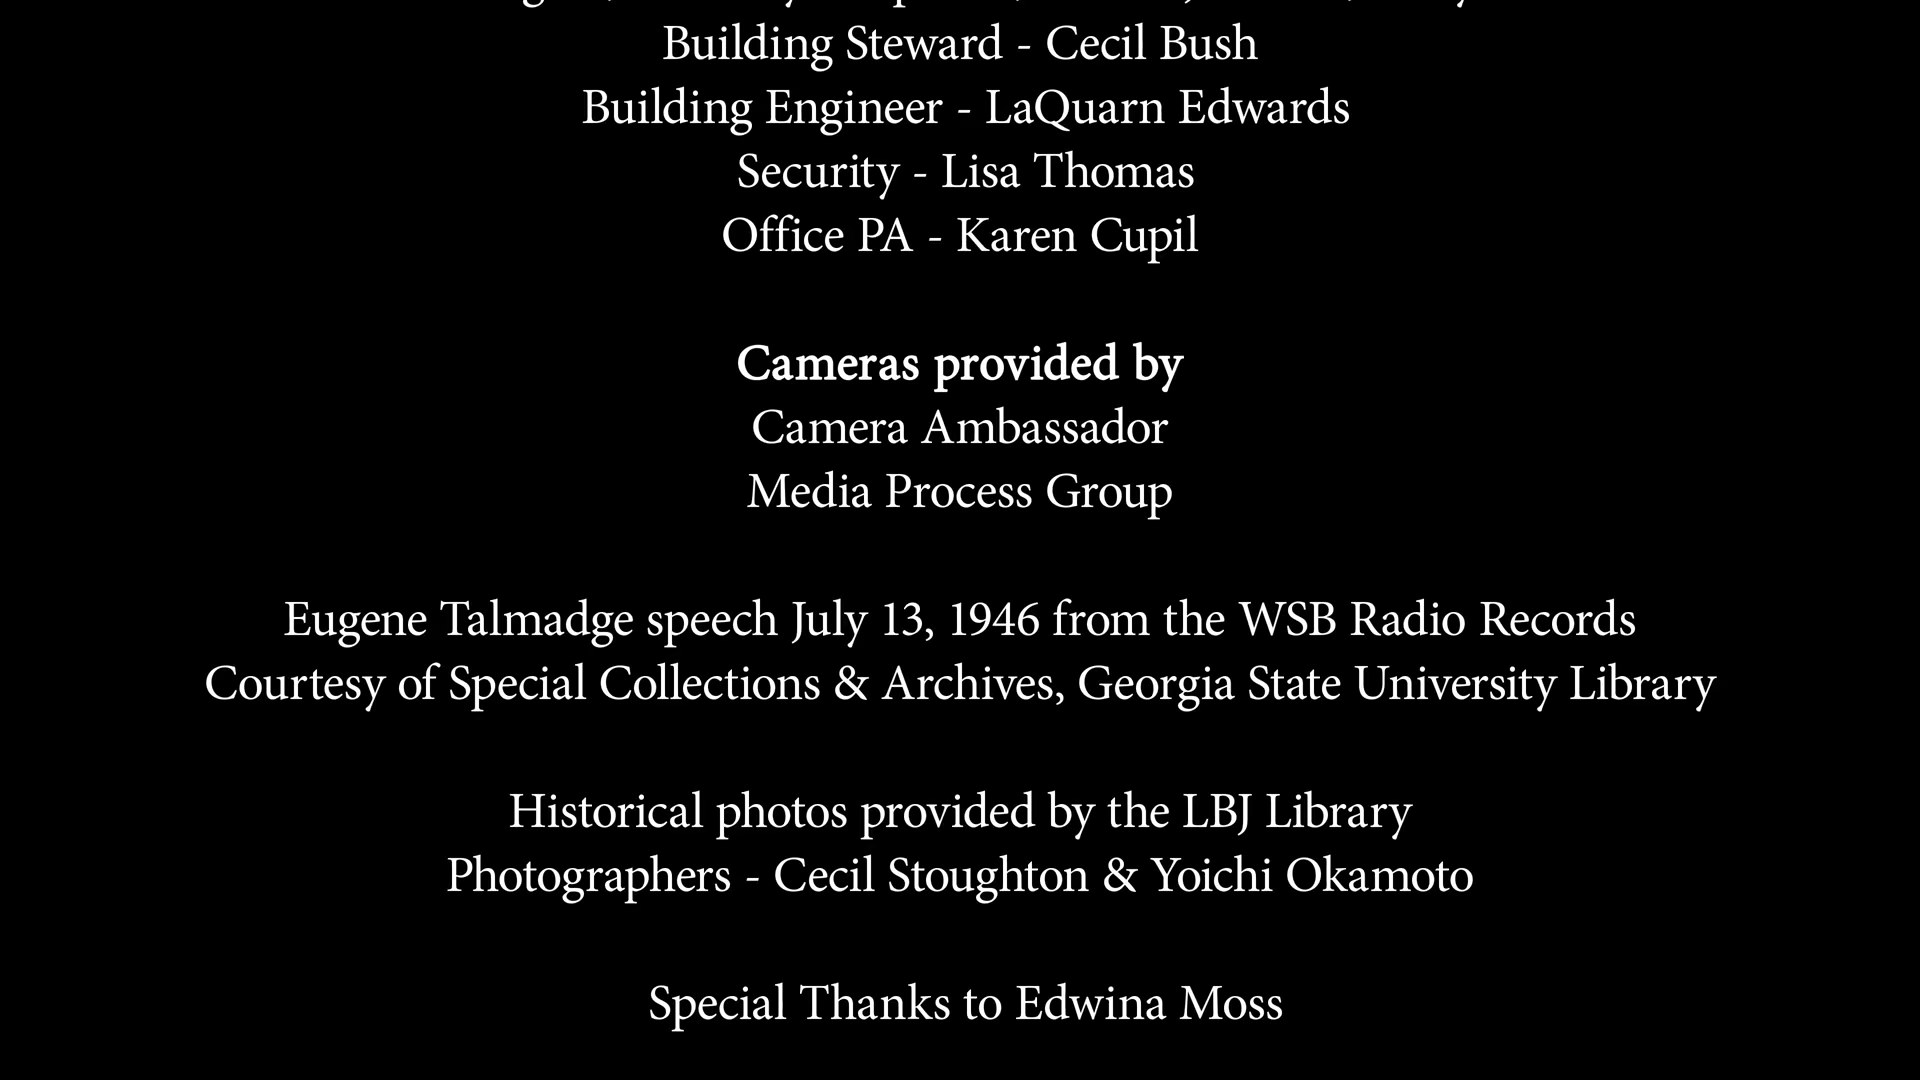 Building Steward - Cecil Bush
Building Engineer - LaQuarn Edwards
Security - Lisa Thomas
Office PA - Karen Cupil
Cameras provided by
Camera Ambassador
Media Process Group
Eugene Talmadge speech July 13, 1946 from the WSB Radio Records
Courtesy of Special Collections & Archives, Georgia State University Library
Historical photos provided by the LBJ Library
Photographers - Cecil Stoughton & Yoichi Okamoto
Special Thanks to Edwina Moss